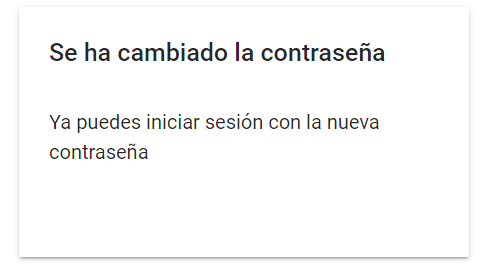 Se ha cambiado la contraseña
Ya puedes iniciar sesión con la nueva
contraseña